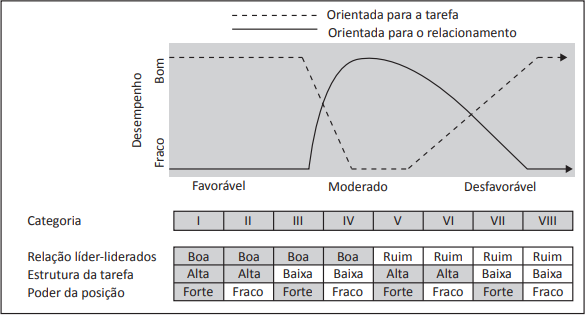 Orientada para a tarefa
Orientada para o relacionamento
Desempenho
Bom
Fraco
Favorável Moderado Desfavorável
Categoria I II III IV V VI VII VIII
Relação líder-liderados Boa Boa Boa Boa Ruim Ruim Ruim Ruim
Estrutura da tarefa Alta Alta Baixa Baixa Alta Alta Baixa Baixa
Poder da posição Forte Fraco Forte Fraco Forte Fraco Forte Fraco